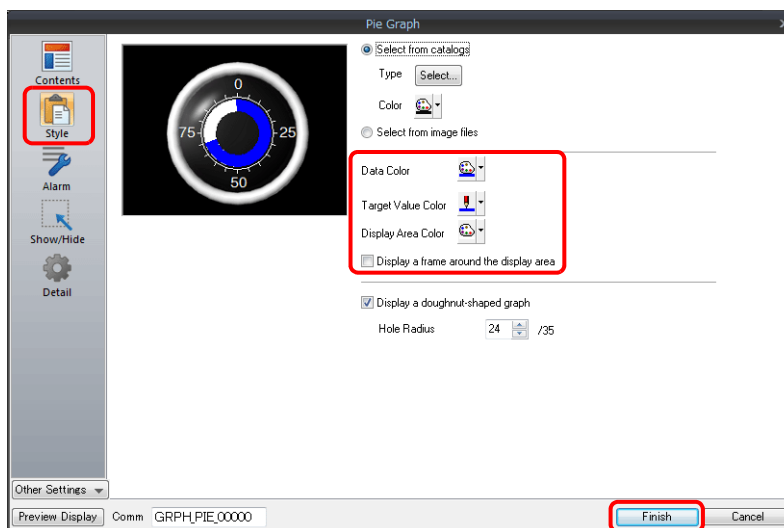 Pie Graph
Contents
Style
Alarm
Show/Hide
Detail
0
75
25
50
Select from catalogs
Type Select...
Color
Select from image files
Data Color
Target Value Color
Display Area Color
Display a frame around the display area
Display a doughnut-shaped graph
Hole Radius 24 /35
Other Settings
Preview Display Comm GRPH_PIE_00000 Finish Cancel